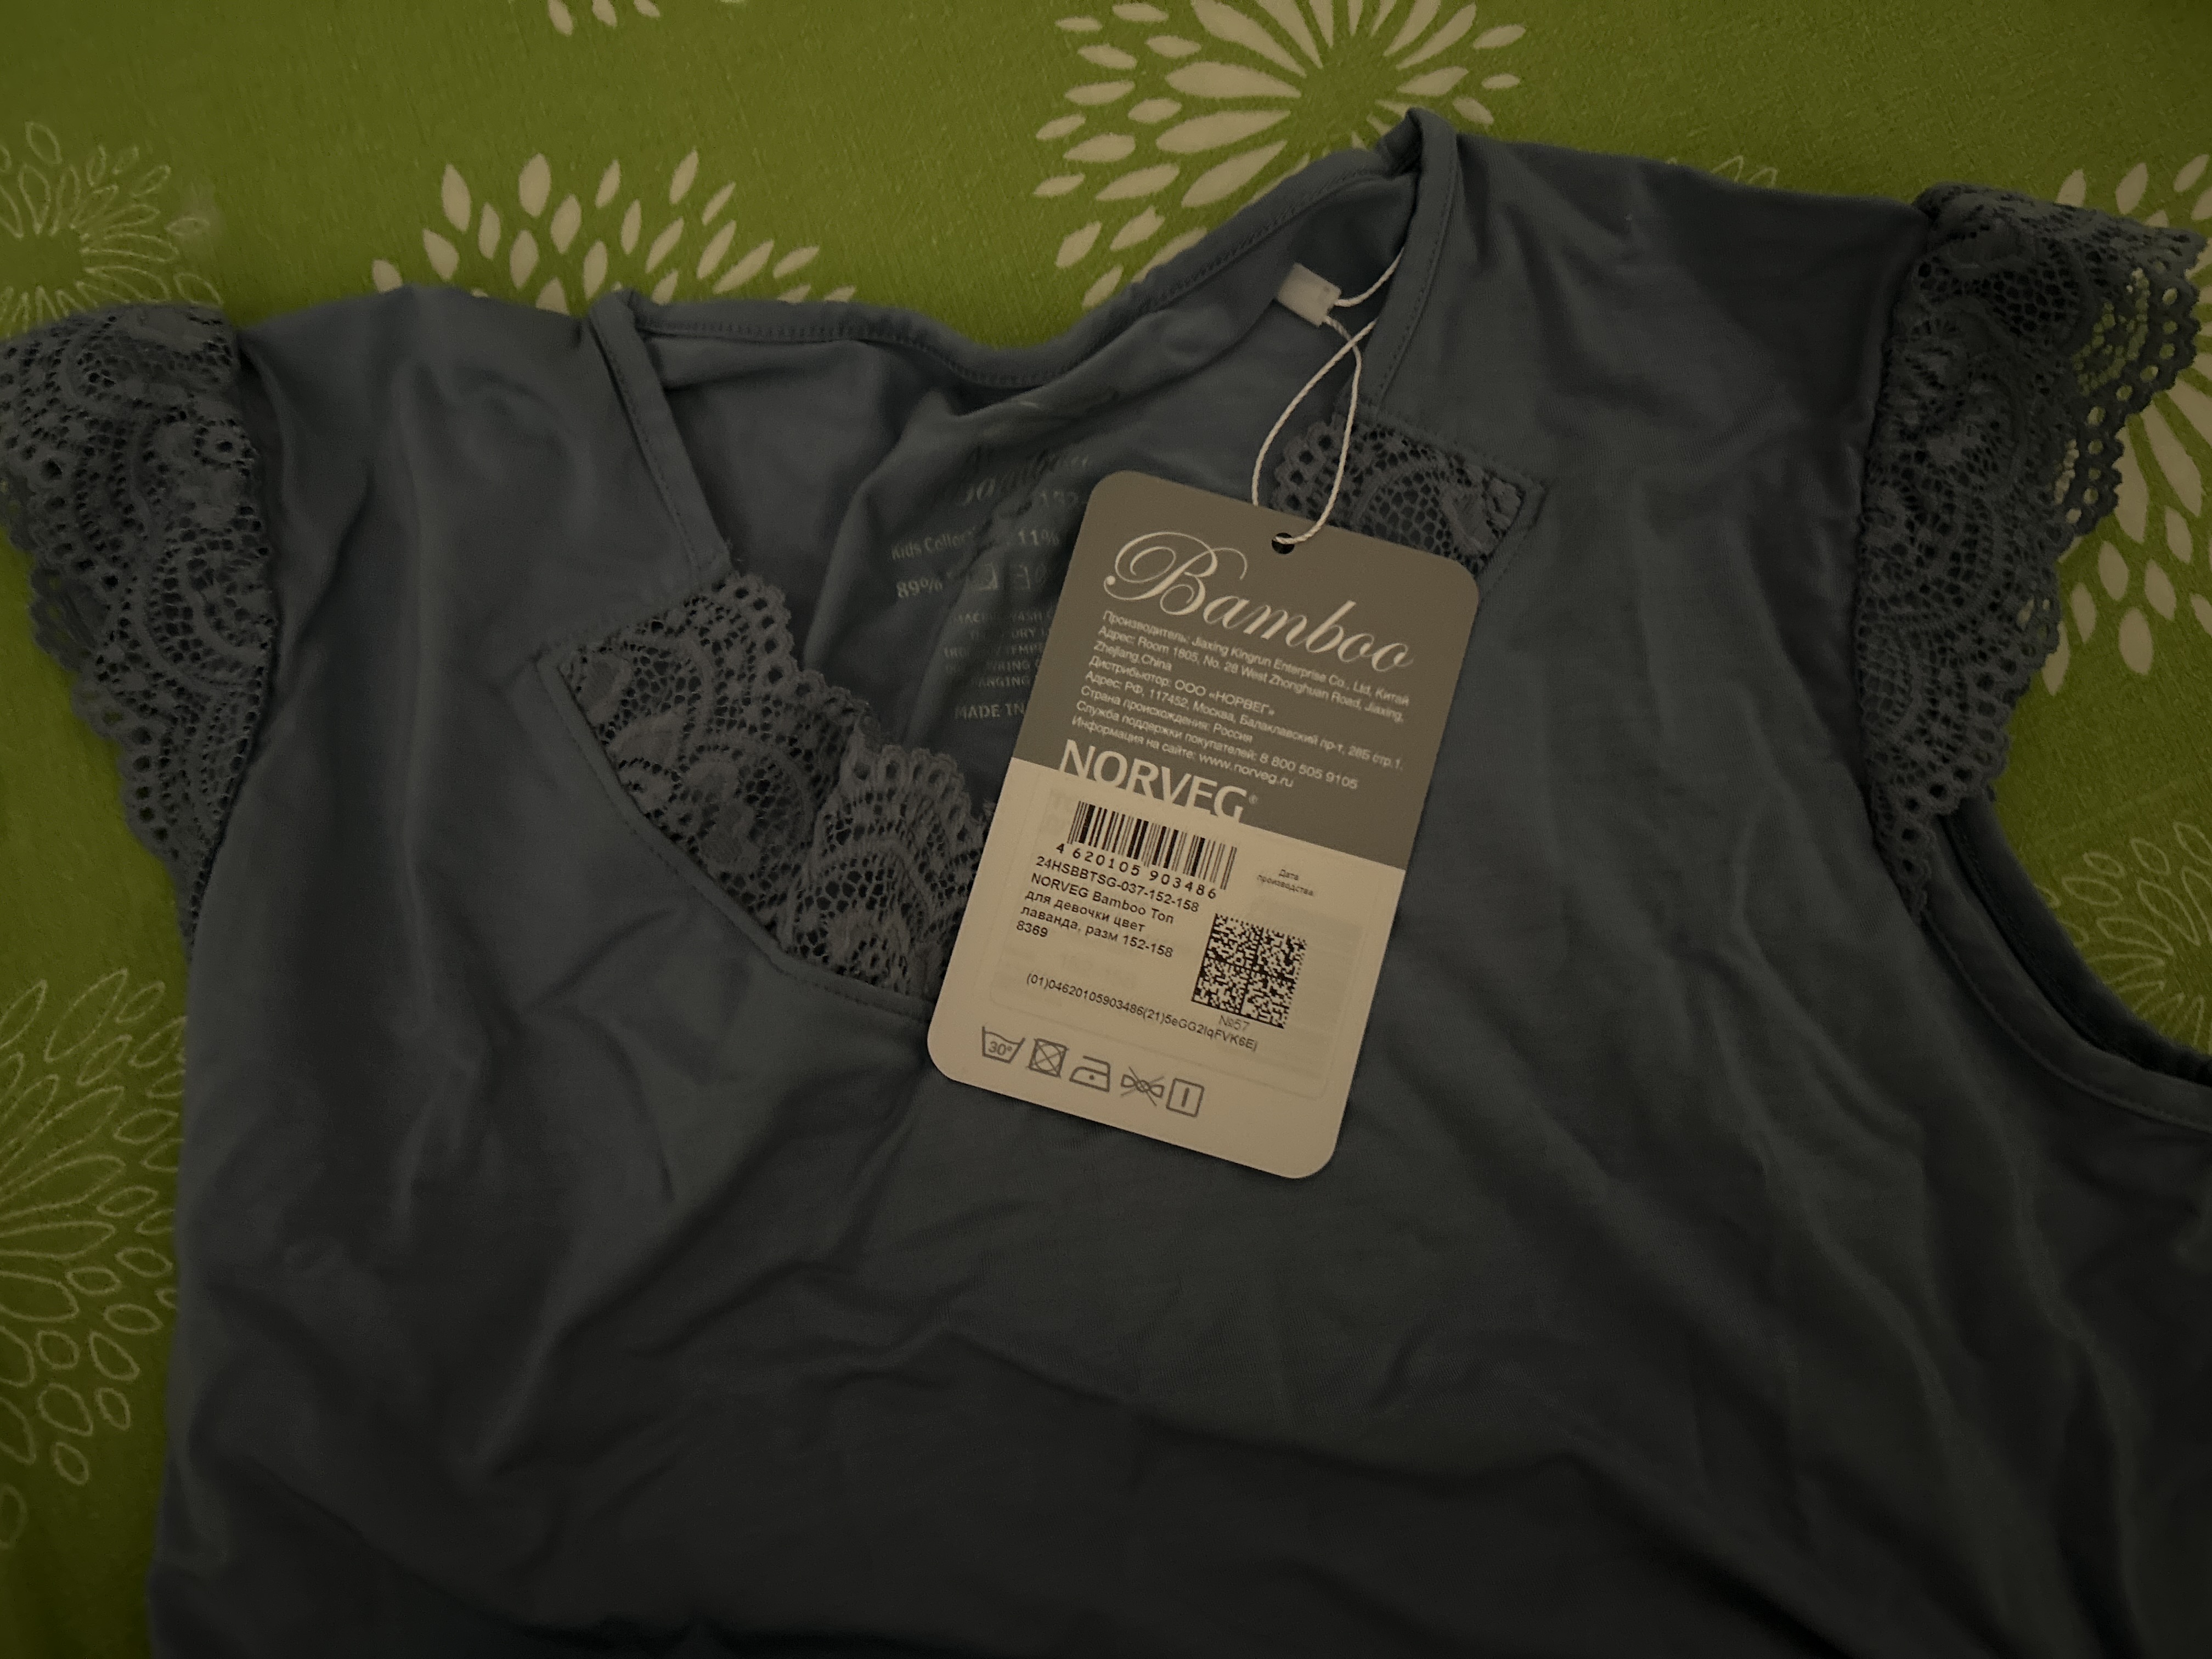 Kids
11%
89%
MADE IN
Bamboo
Производитель: Jiaxing Kingrun Enterprise Co., Ltd, Китай
Адрес: Room 1805, No. 28 West Zhonghuan Road, Jiaxing,
Zhejiang,China
Дистрибьютор: ООО «НОРВЕГ»
Адрес: РФ, 117452, Москва, Балаклавский пр-т, 28Б стр.1.
Страна происхождения: Россия
Служба поддержки покупателей: 8 800 505 9105
Информация на сайте: www.norveg.ru
NORVEG®
4 620105 903486
24HSBBTSG-037-152-158
NORVEG Bamboo Топ
для девочки цвет
лаванда, разм 152-158
8369
Дата
производства:
№57
(01)04620105903486(21)5eGG2IqFVK6Ej
30°